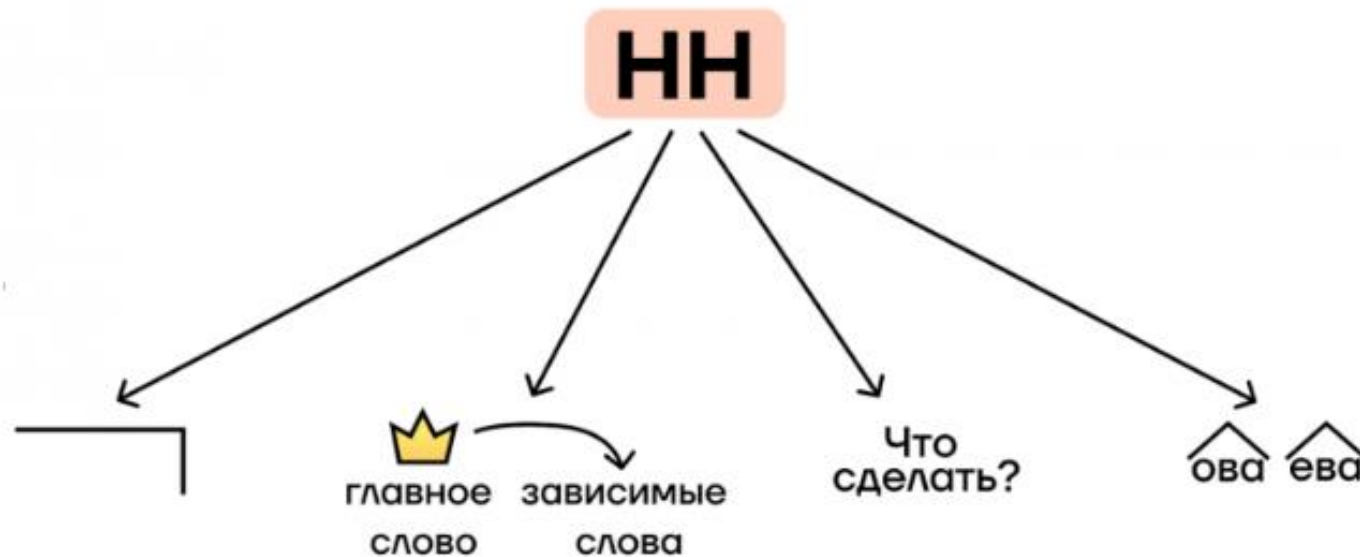 НН
главное
слово
зависимые
слова
Что
сделать?
ова ева